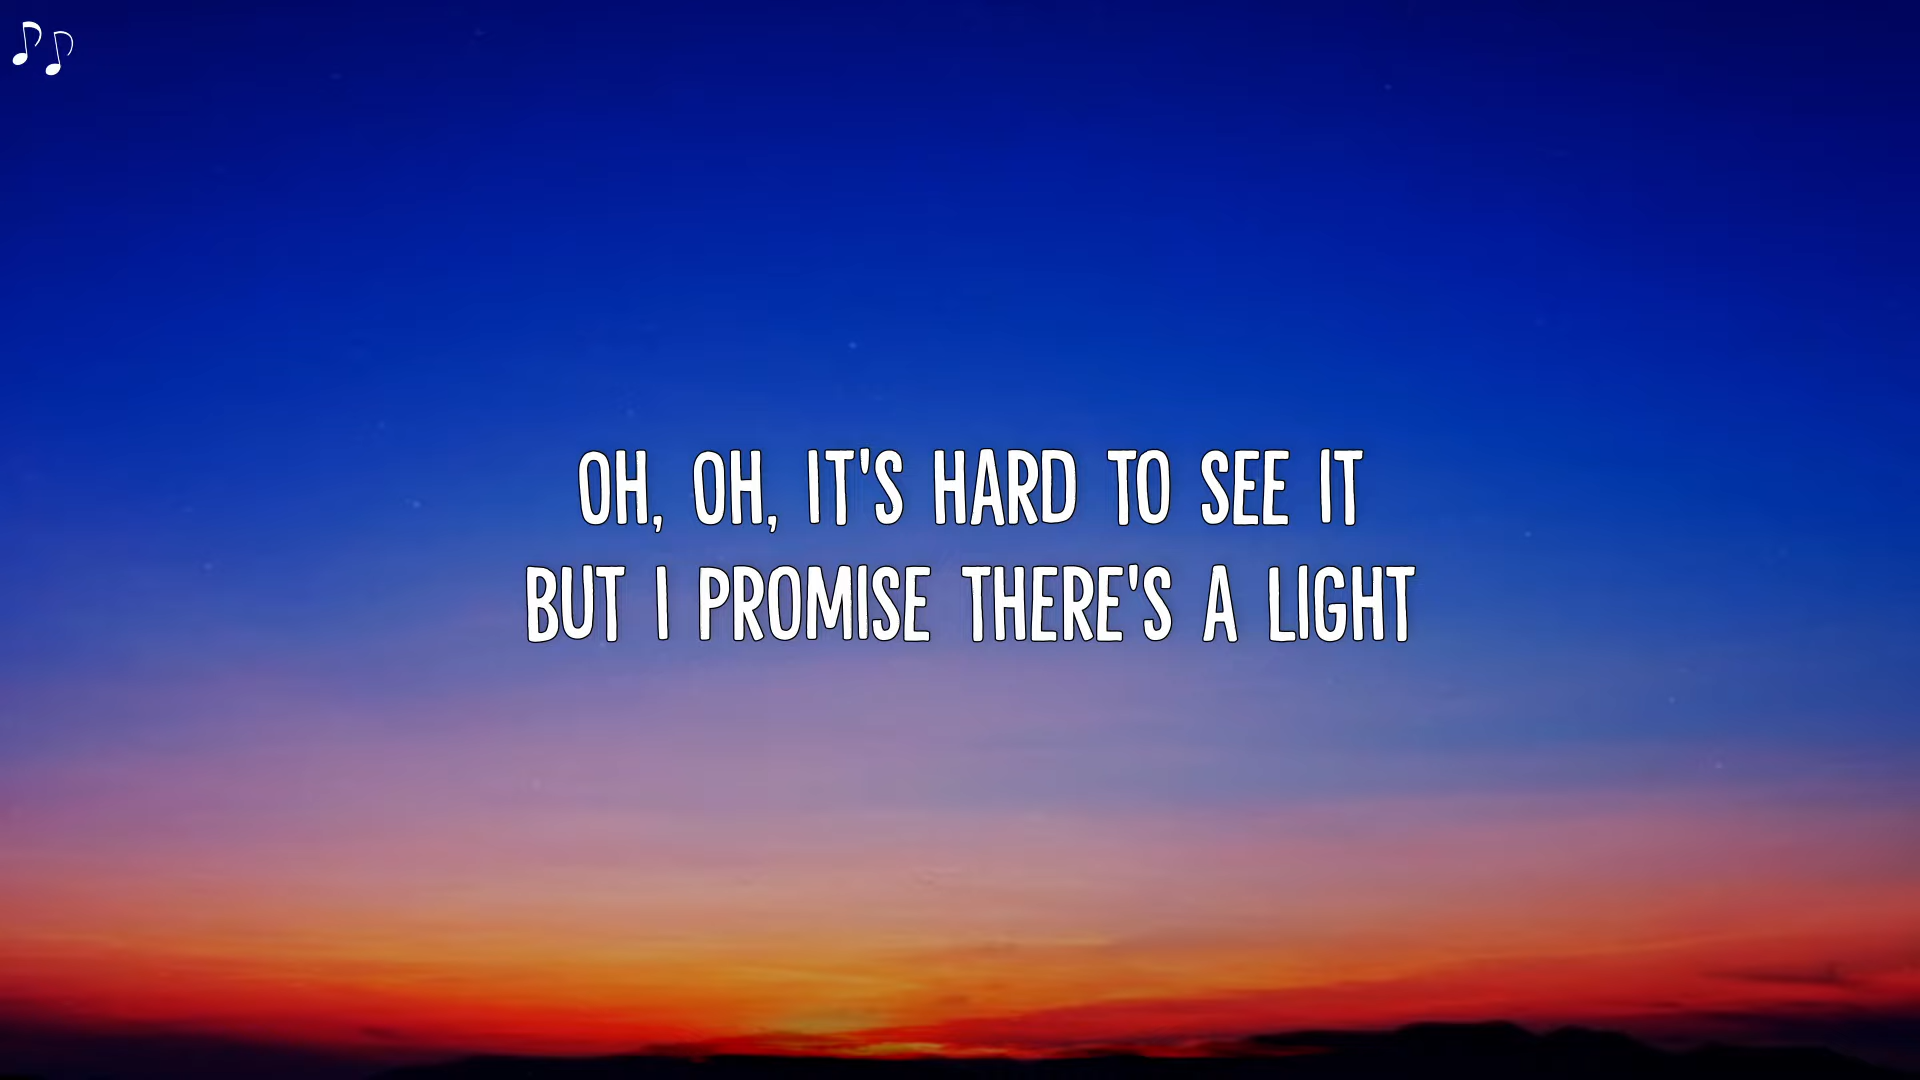 OH, OH, IT'S HARD TO SEE IT
BUT I PROMISE THERE'S A LIGHT